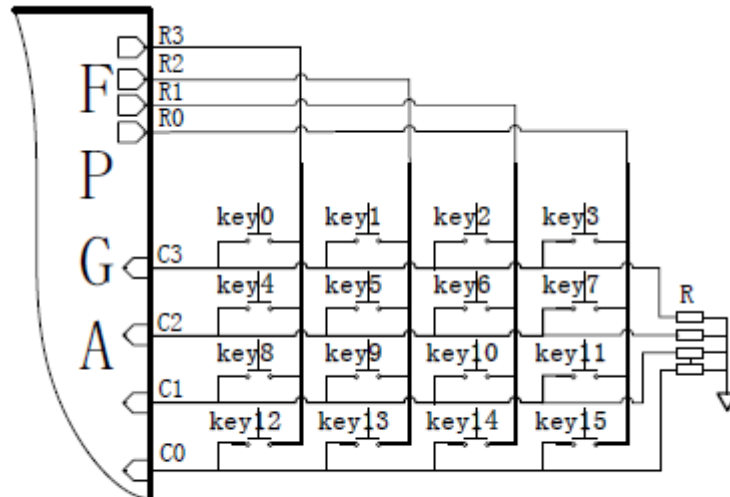 R3
R2
R1
R0
F
P
G
A
key0 key1 key2 key3
C3
key4 key5 key6 key7
R
C2
key8 key9 key10 key11
C1
key12 key13 key14 key15
C0